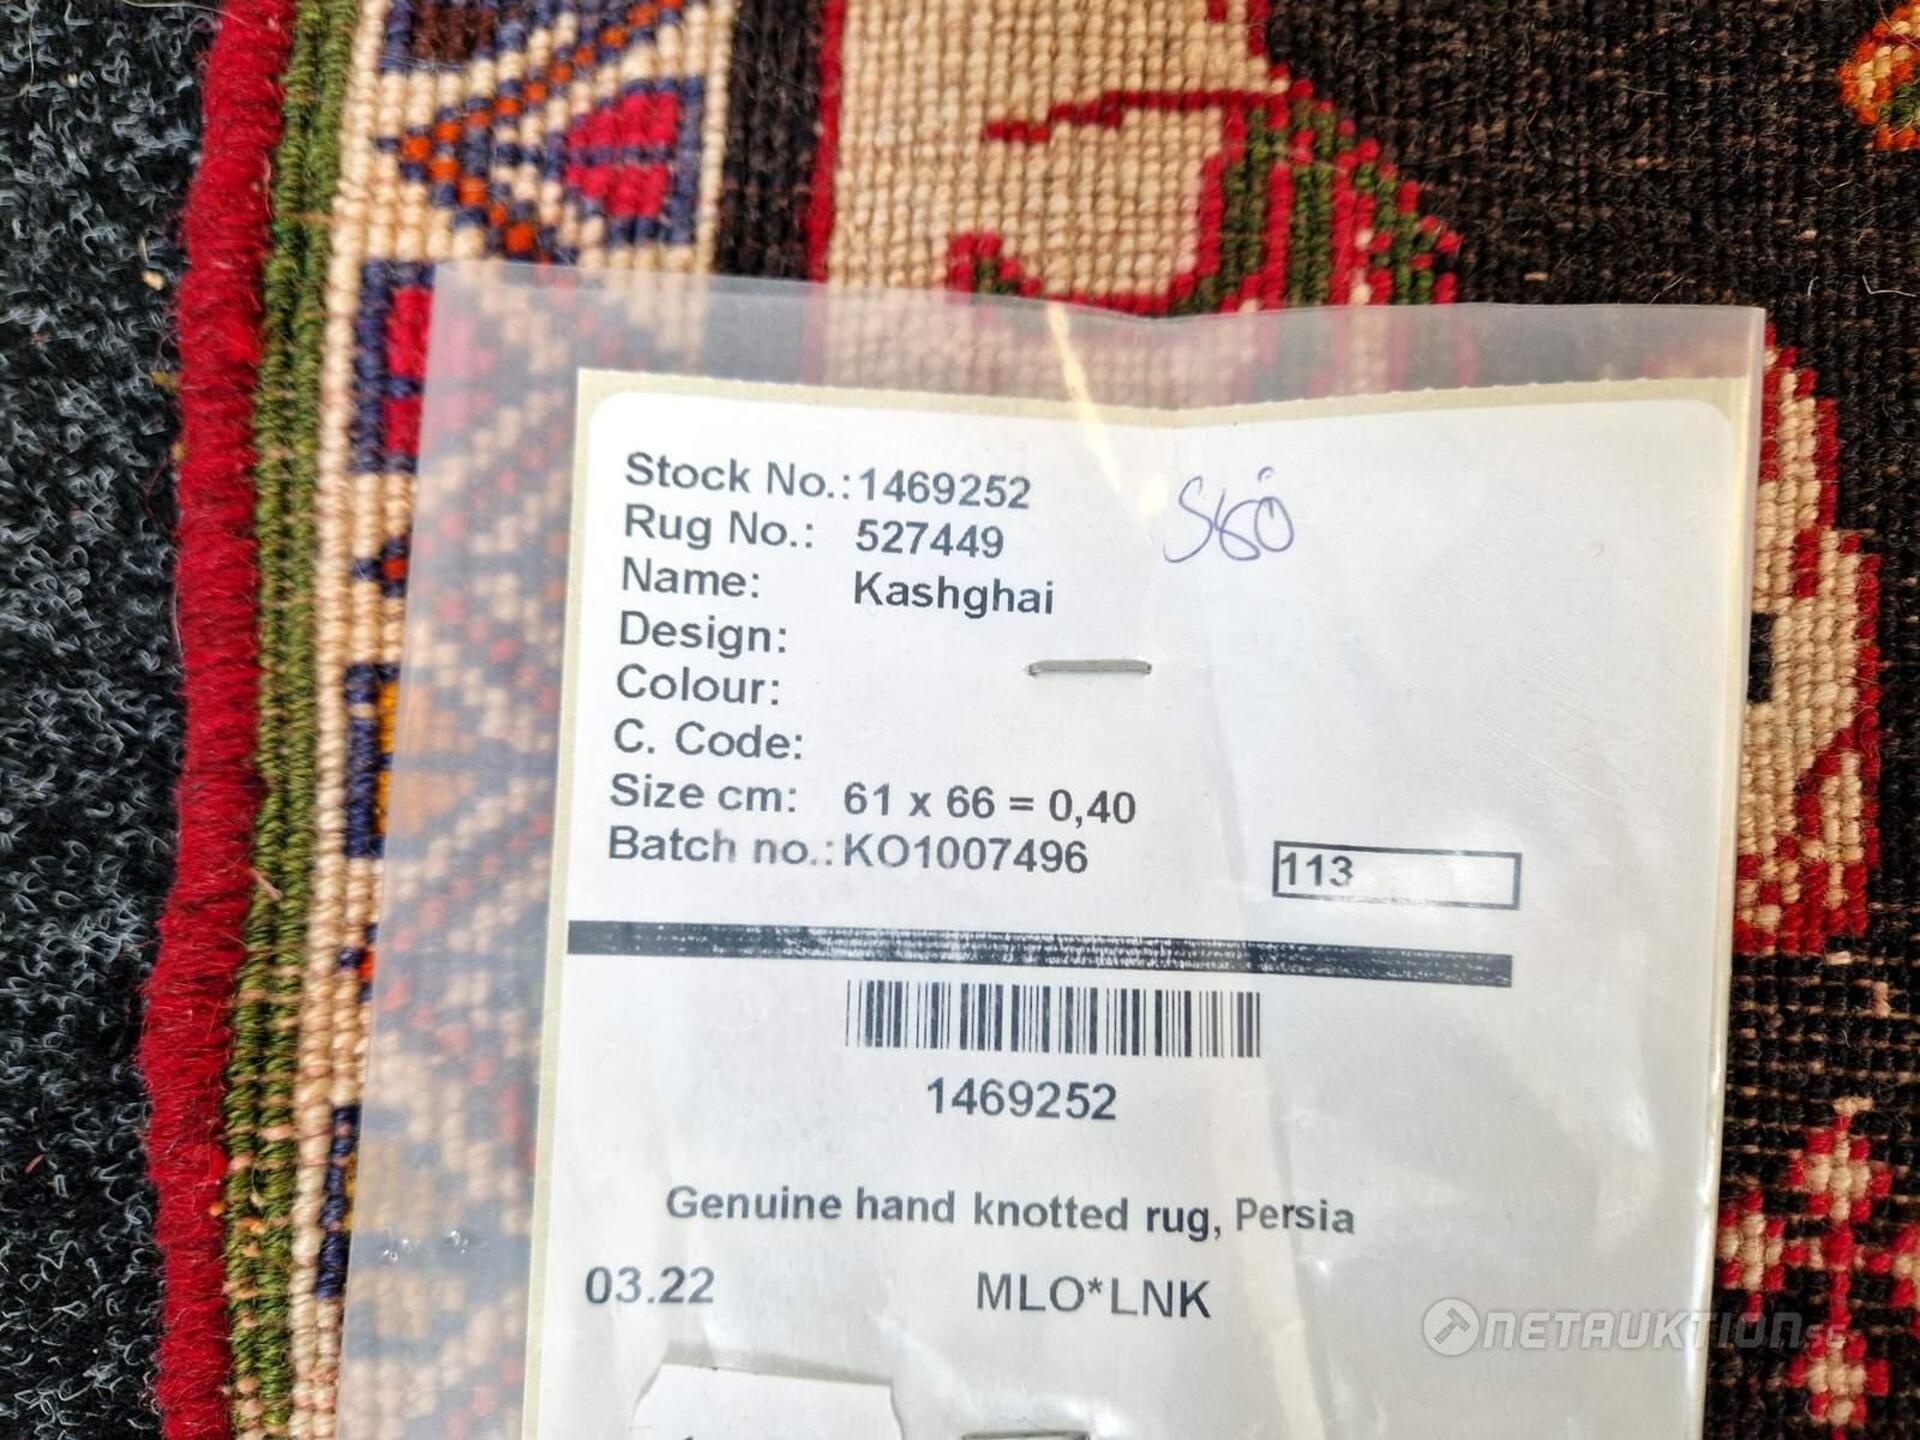 Stock No.: 1469252
Rug No.: 527449
Name: Kashghai
Design:
Colour:
C. Code:
Size cm: 61 x 66 = 0,40
Batch no.: KO1007496
113
1469252
Genuine hand knotted rug, Persia
03.22 MLO*LNK
NETAUKTION.SE